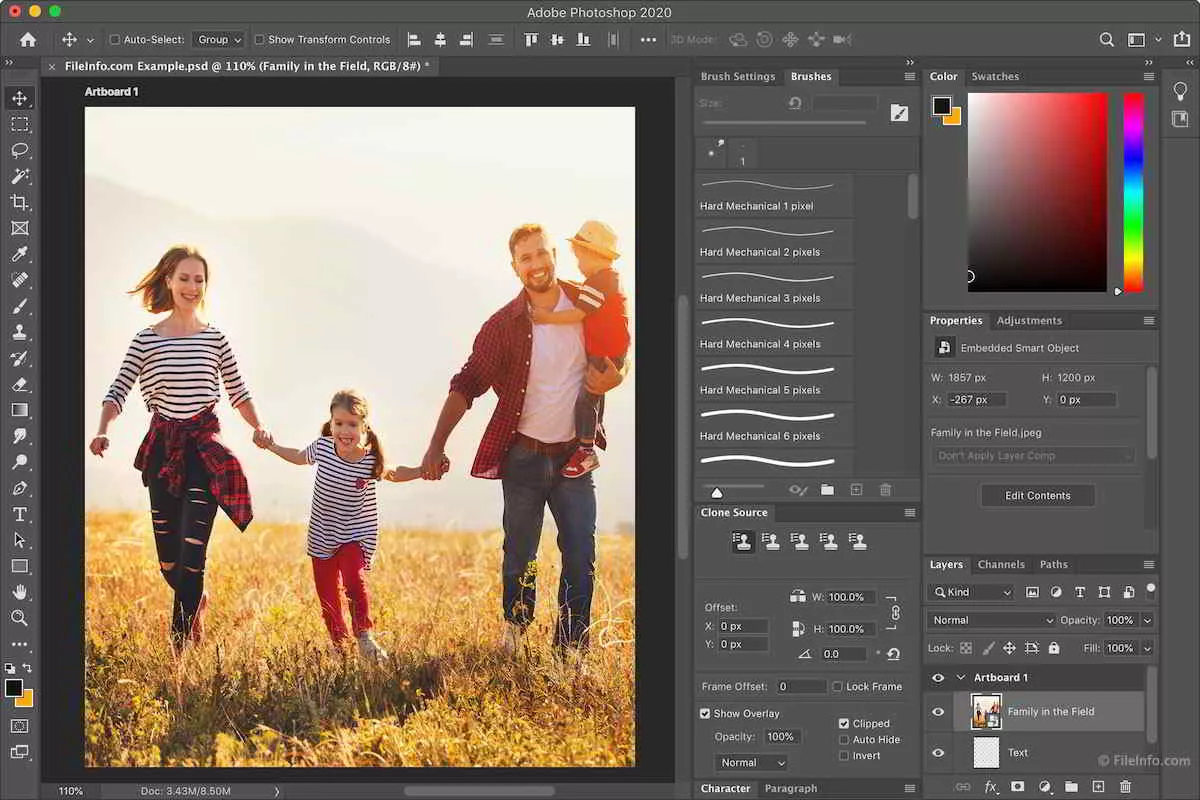 Adobe Photoshop 2020
Auto-Select: Group Show Transform Controls 3D Mode:
× FileInfo.com Example.psd @ 110% (Family in the Field, RGB/8#) *
Artboard 1
110% Doc: 3.43M/8.50M
Brush Settings Brushes
Size:
1
Hard Mechanical 1 pixel
Hard Mechanical 2 pixels
Hard Mechanical 3 pixels
Hard Mechanical 4 pixels
Hard Mechanical 5 pixels
Hard Mechanical 6 pixels
Clone Source
Offset: W: 100.0%
X: 0 px H: 100.0%
Y: 0 px 0.0 °
Frame Offset: 0 Lock Frame
Show Overlay Clipped
Opacity: 100% Auto Hide
Normal Invert
Character Paragraph
Color Swatches
Properties Adjustments
Embedded Smart Object
W: 1857 px H: 1200 px
X: -267 px Y: 0 px
Family in the Field.jpeg
Don't Apply Layer Comp
Edit Contents
Layers Channels Paths
Kind
Normal Opacity: 100%
Lock: Fill: 100%
Artboard 1
Family in the Field
Text
© FileInfo.com
fx